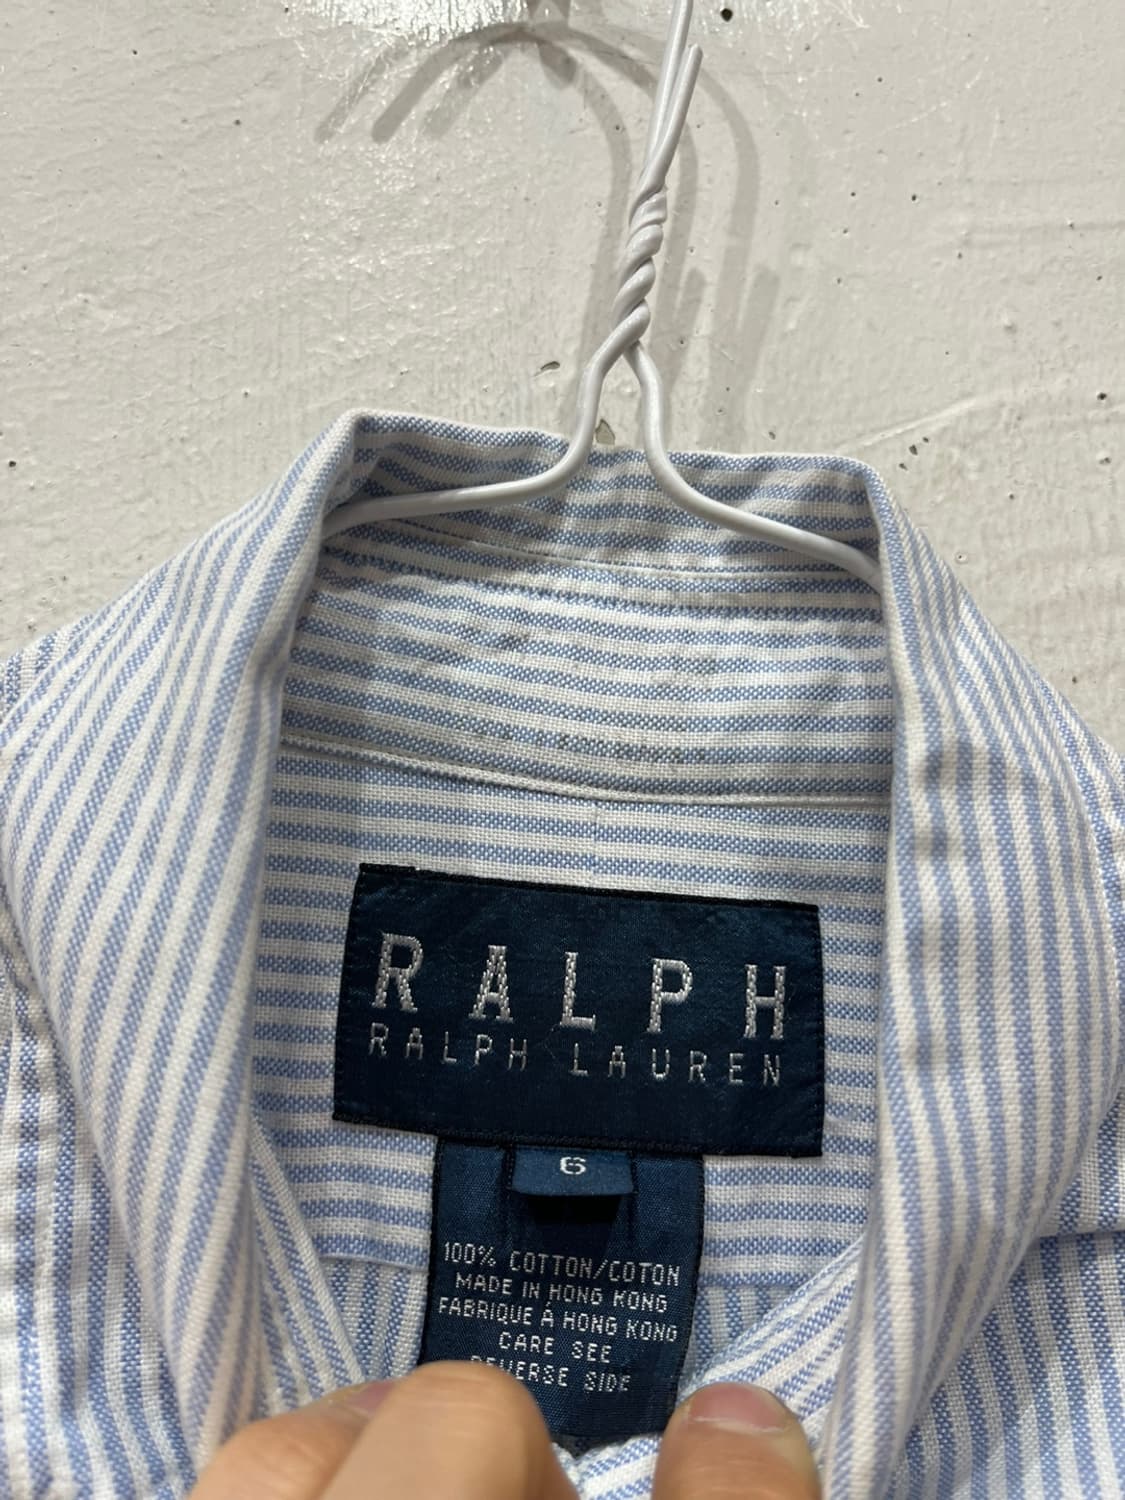 RALPH
RALPH LAUREN
6
100% COTTON/COTON
MADE IN HONG KONG
FABRIQUE Á HONG KONG
CARE SEE
REVERSE SIDE